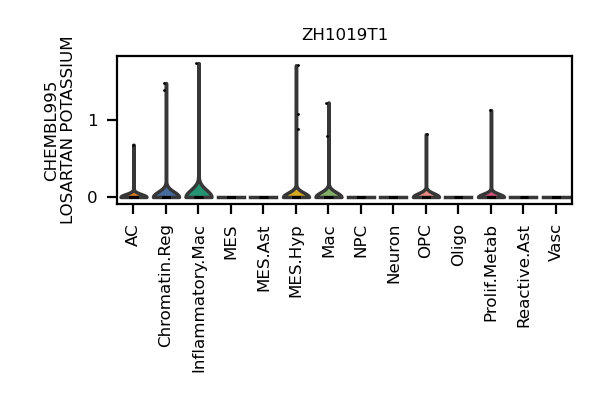 ZH1019T1
CHEMBL995
LOSARTAN POTASSIUM
1
0
AC
Chromatin.Reg
Inflammatory.Mac
MES
MES.Ast
MES.Hyp
Mac
NPC
Neuron
OPC
Oligo
Prolif.Metab
Reactive.Ast
Vasc